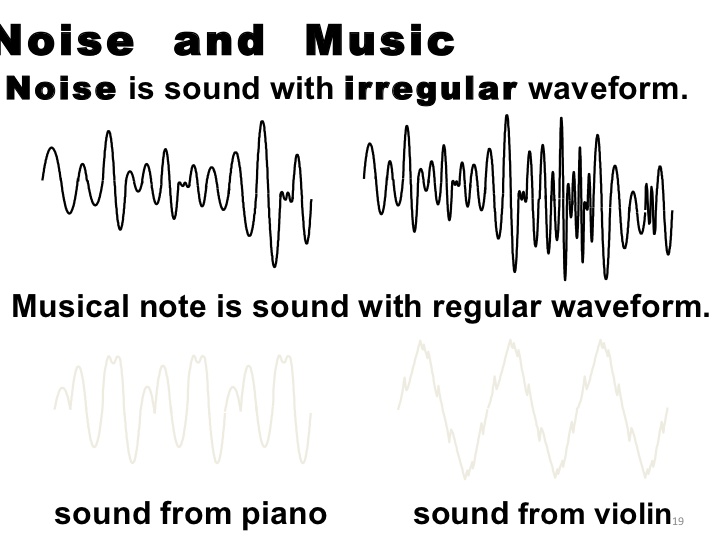 Noise and Music
Noise is sound with irregular waveform.
Musical note is sound with regular waveform.
sound from piano
sound from violin
19